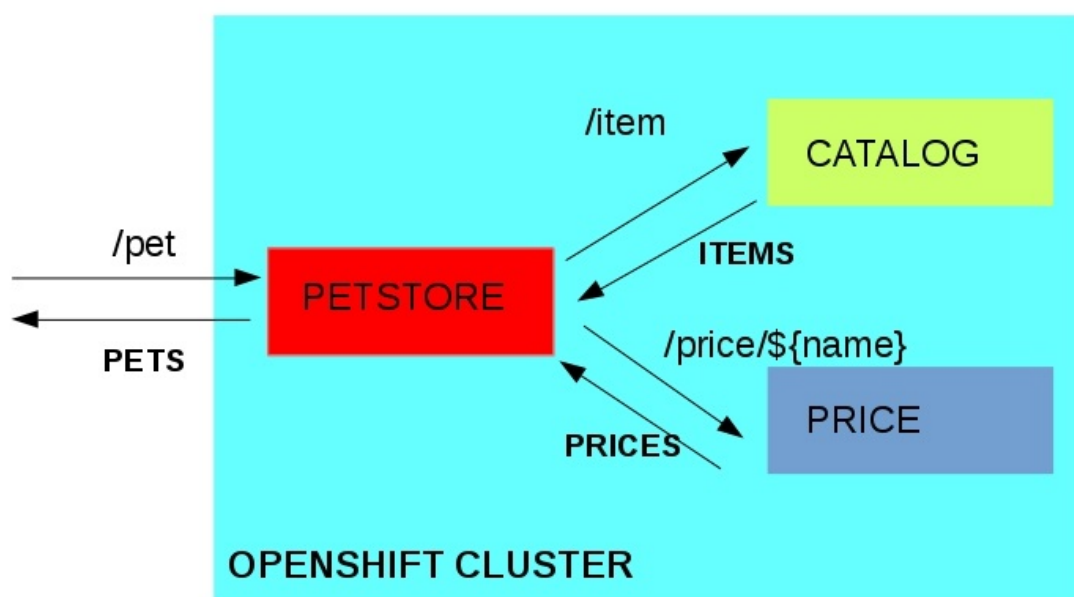 /item
CATALOG
/pet
ITEMS
PETSTORE
/price/${name}
PETS
PRICE
PRICES
OPENSHIFT CLUSTER